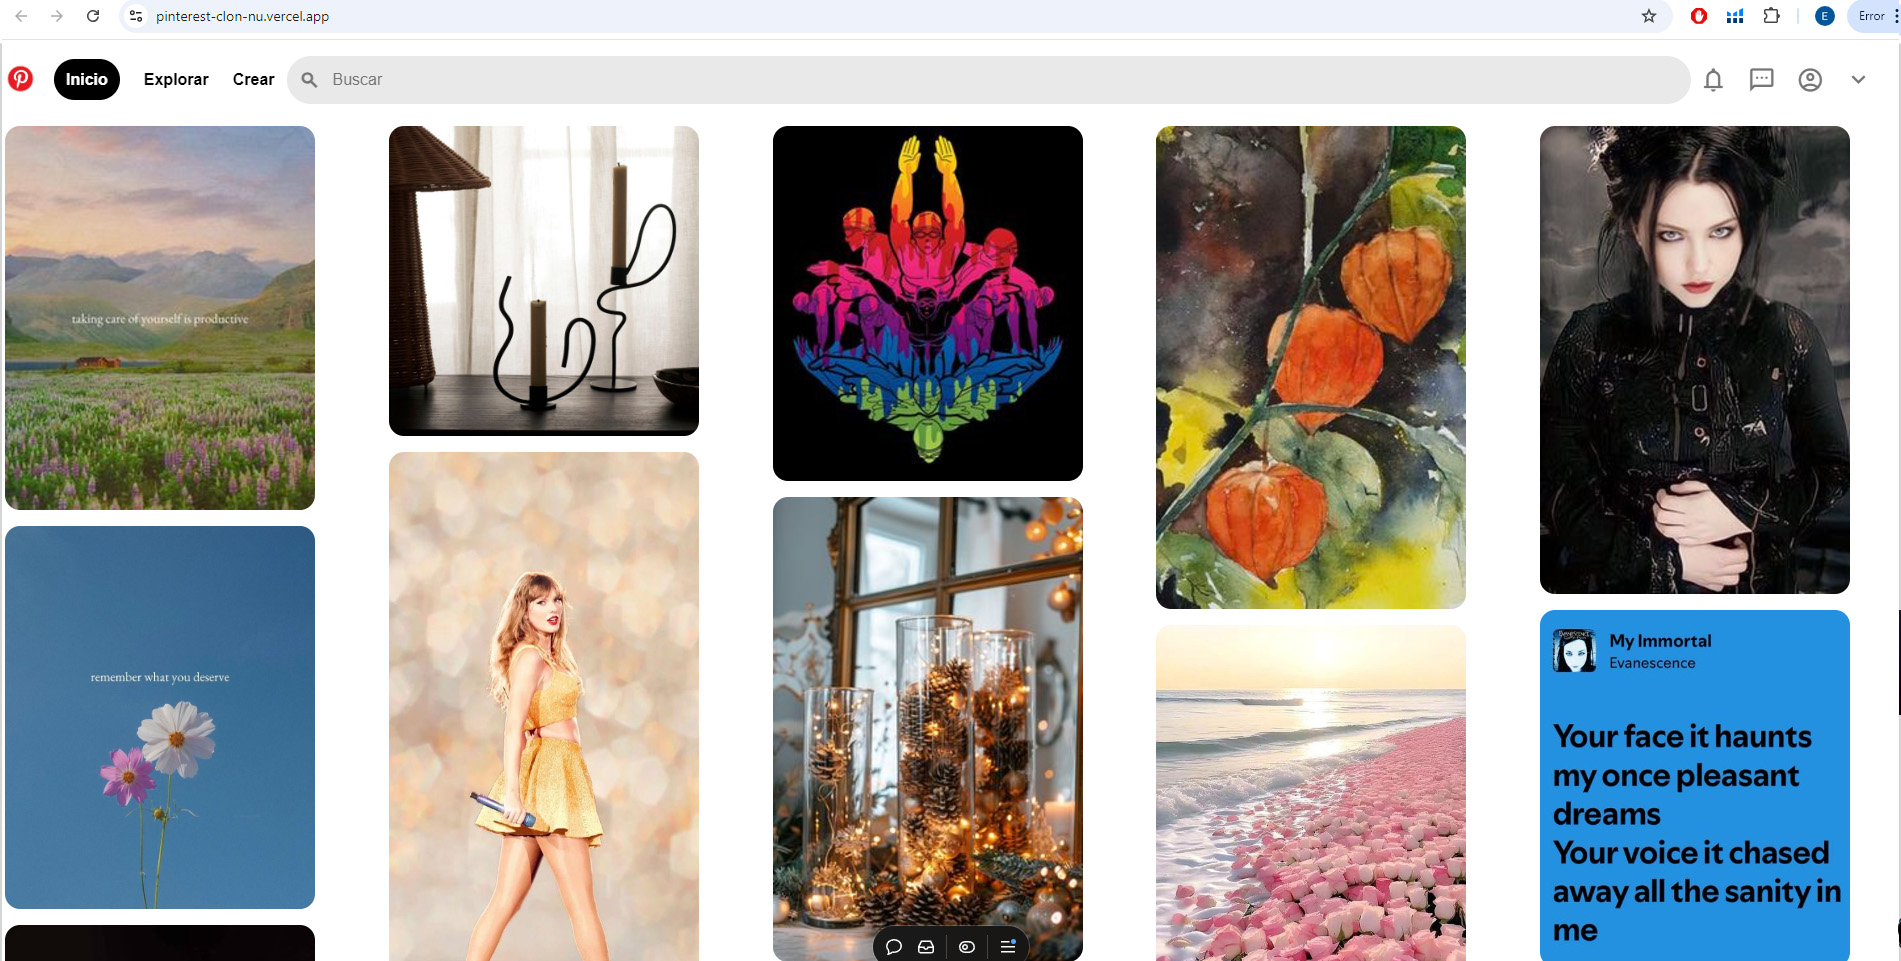 pinterest-clon-nu.vercel.app
E
Error
Inicio
Explorar
Crear
Buscar
taking care of yourself is productive
remember what you deserve
My Immortal
Evanescence
Your face it haunts
my once pleasant
dreams
Your voice it chased
away all the sanity in
me